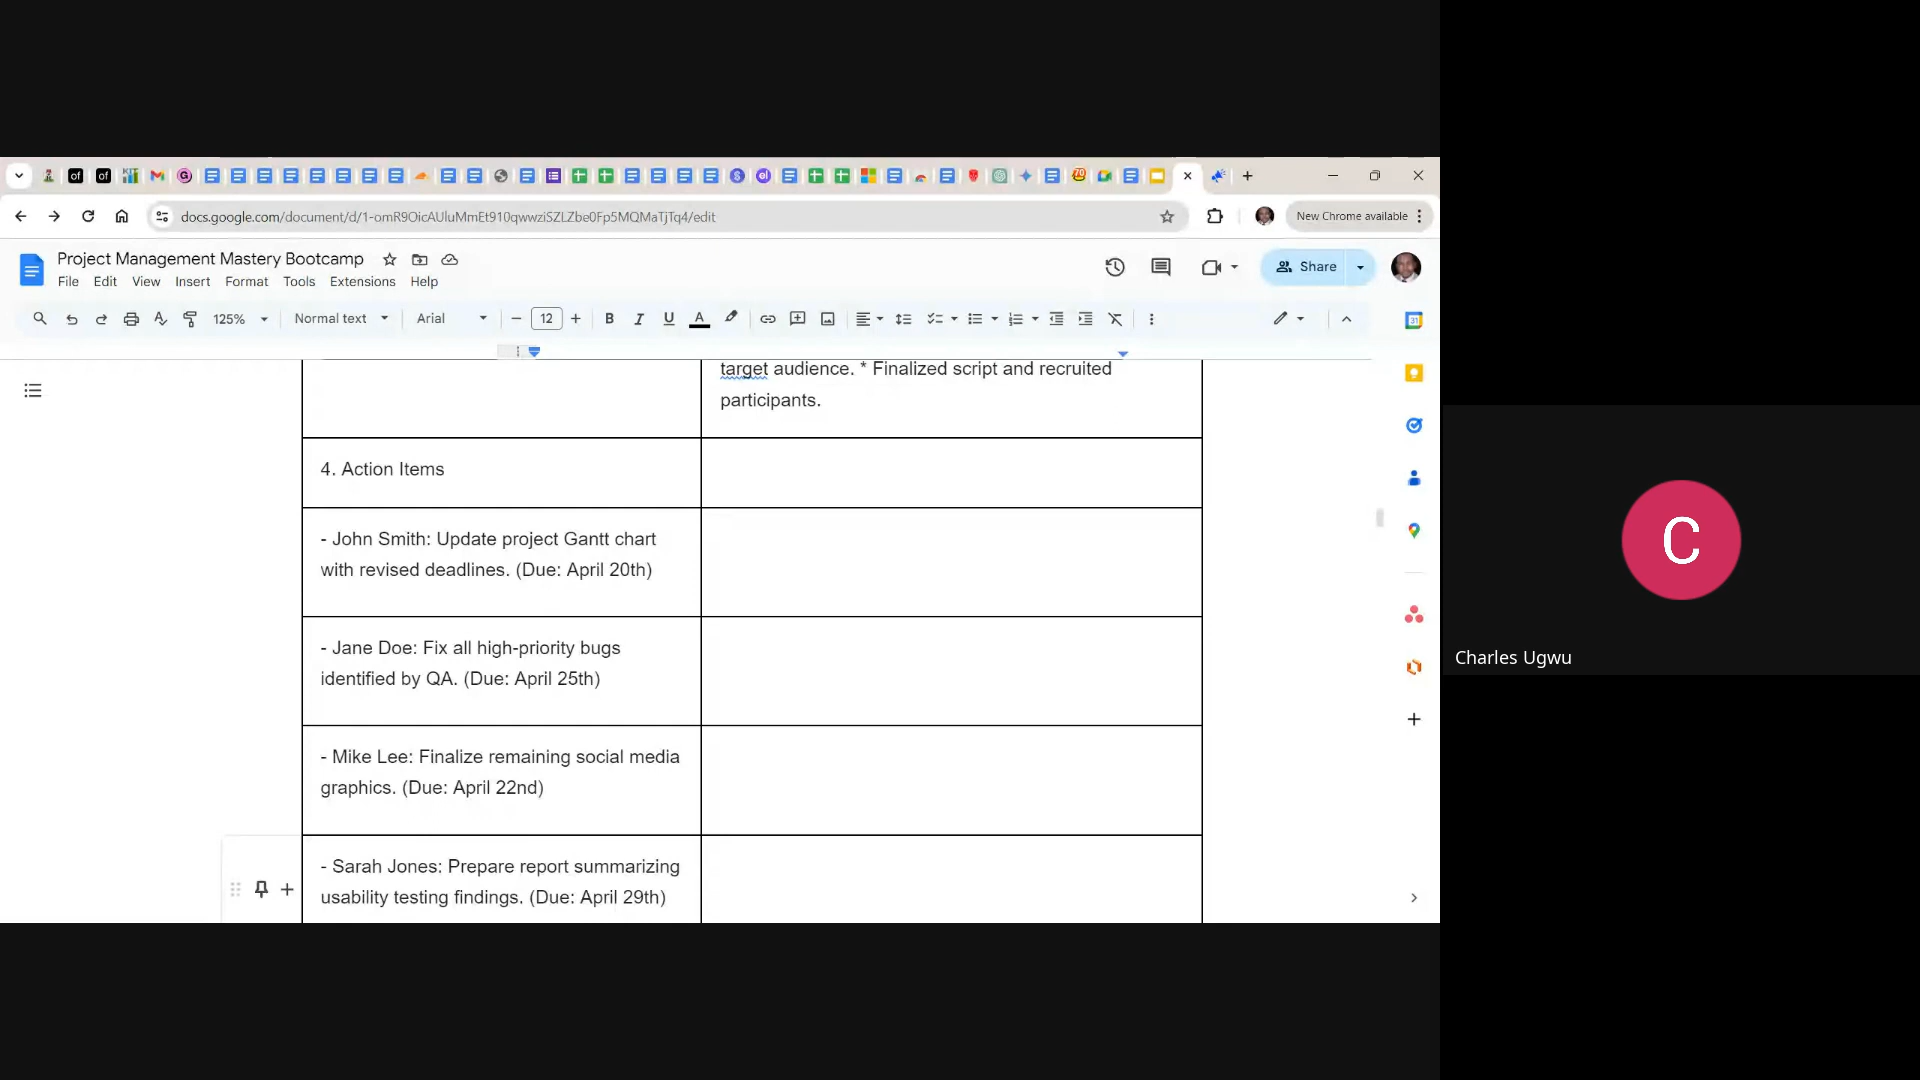 docs.google.com/document/d/1-omR9OicAUluMmEt910qwwziSZLZbe0Fp5MQMaTjTq4/edit
New Chrome available
Project Management Mastery Bootcamp
File Edit View Insert Format Tools Extensions Help
Share
125% Normal text Arial 12
target audience. * Finalized script and recruited
participants.
4. Action Items
- John Smith: Update project Gantt chart
with revised deadlines. (Due: April 20th)
- Jane Doe: Fix all high-priority bugs
identified by QA. (Due: April 25th)
- Mike Lee: Finalize remaining social media
graphics. (Due: April 22nd)
- Sarah Jones: Prepare report summarizing
usability testing findings. (Due: April 29th)
C
Charles Ugwu